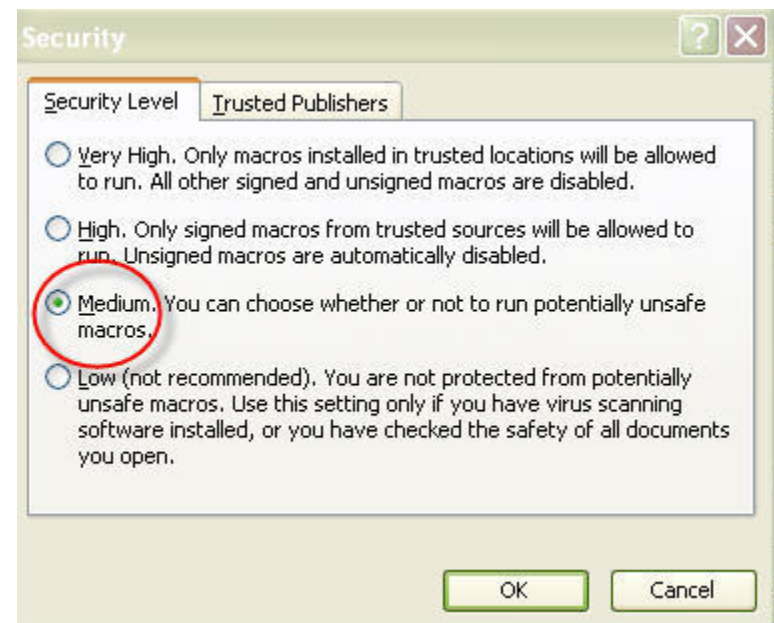 Security
Security Level
Trusted Publishers
Very High. Only macros installed in trusted locations will be allowed
to run. All other signed and unsigned macros are disabled.
High. Only signed macros from trusted sources will be allowed to
run. Unsigned macros are automatically disabled.
Medium. You can choose whether or not to run potentially unsafe
macros.
Low (not recommended). You are not protected from potentially
unsafe macros. Use this setting only if you have virus scanning
software installed, or you have checked the safety of all documents
you open.
OK
Cancel